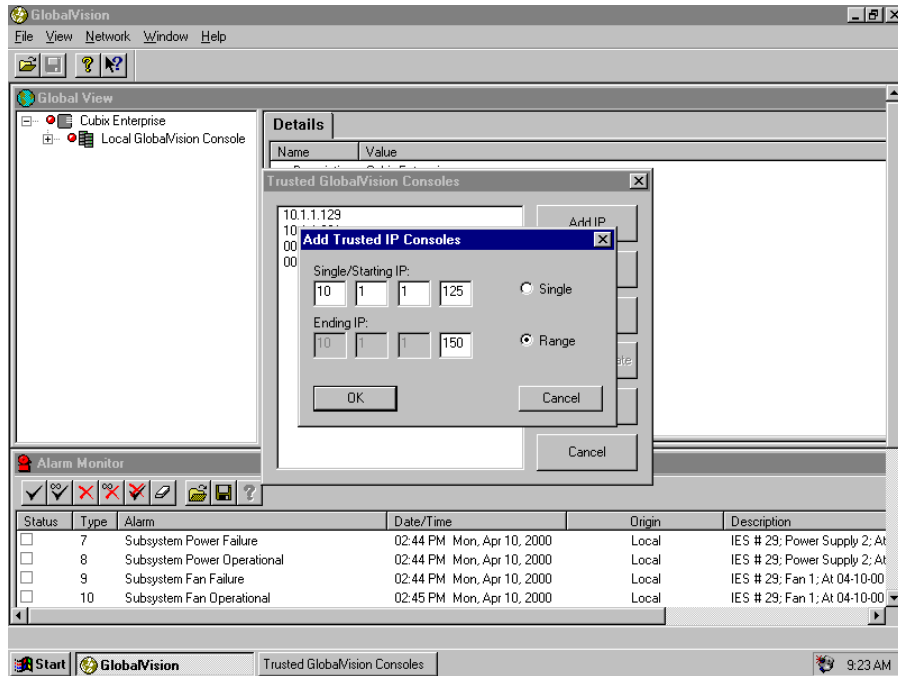 GlobalVision
File View Network Window Help
Global View
Cubix Enterprise
Local GlobalVision Console
Details
Name Value
Trusted GlobalVision Consoles
10.1.1.129
10
00
00
Add IP
Cancel
Add Trusted IP Consoles
Single/Starting IP:
10 1 1 125
Single
Ending IP:
10 1 1 150
Range
OK Cancel
Alarm Monitor
Status Type Alarm Date/Time Origin Description
7 Subsystem Power Failure 02:44 PM Mon, Apr 10, 2000 Local IES # 29; Power Supply 2; At
8 Subsystem Power Operational 02:44 PM Mon, Apr 10, 2000 Local IES # 29; Power Supply 2; At
9 Subsystem Fan Failure 02:44 PM Mon, Apr 10, 2000 Local IES # 29; Fan 1; At 04-10-00
10 Subsystem Fan Operational 02:45 PM Mon, Apr 10, 2000 Local IES # 29; Fan 1; At 04-10-00
Start GlobalVision Trusted GlobalVision Consoles 9:23 AM